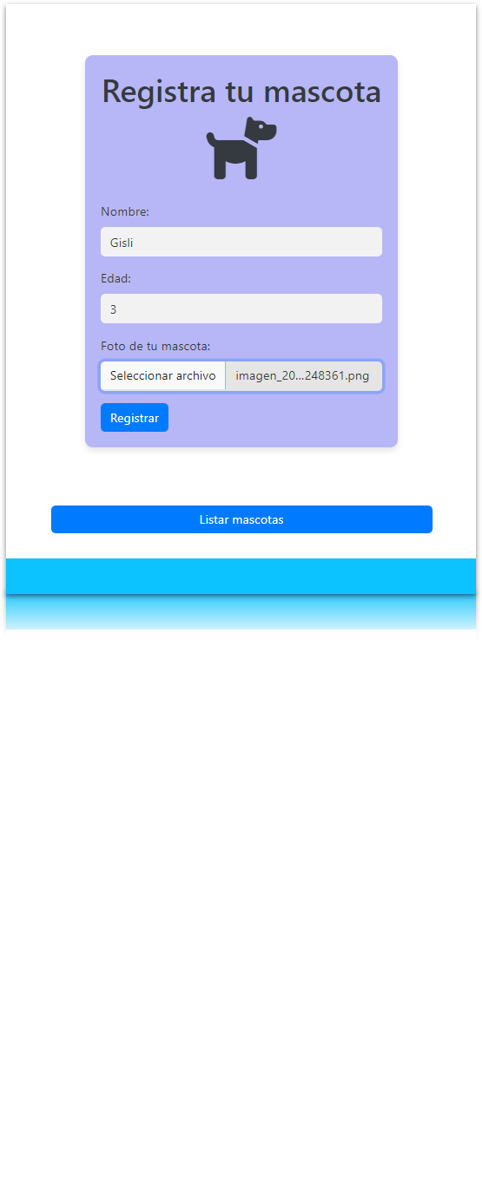 Registra tu mascota
Nombre:
Gisli
Edad:
3
Foto de tu mascota:
Seleccionar archivo imagen_20...248361.png
Registrar
Listar mascotas